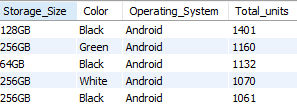 Storage_Size Color Operating_System Total_units
128GB Black Android 1401
256GB Green Android 1160
64GB Black Android 1132
256GB White Android 1070
256GB Black Android 1061